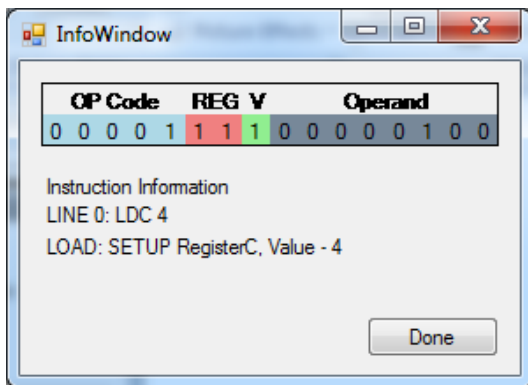 InfoWindow
OP Code REG V Operand
0 0 0 0 1 1 1 1 0 0 0 0 0 1 0 0
Instruction Information
LINE 0: LDC 4
LOAD: SETUP RegisterC, Value - 4
Done